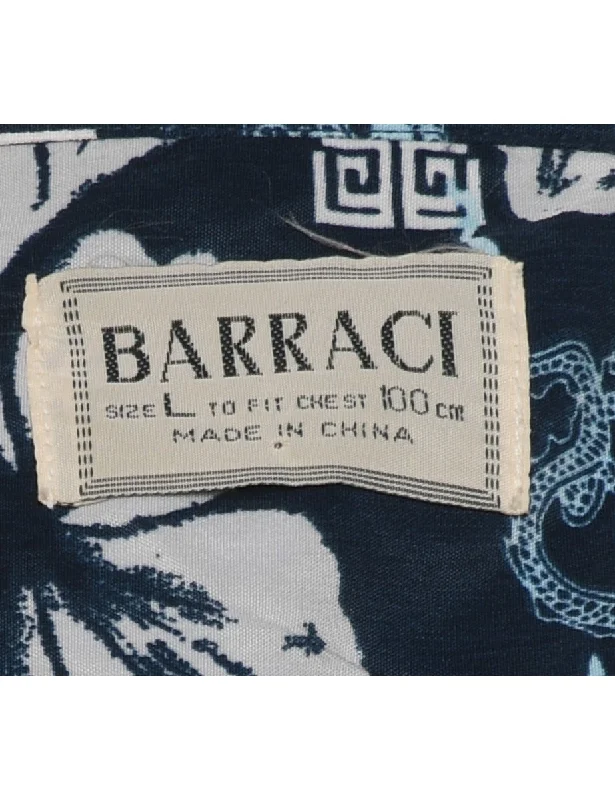 BARRACI
SIZE L TO FIT CHEST 100 cm
MADE IN CHINA